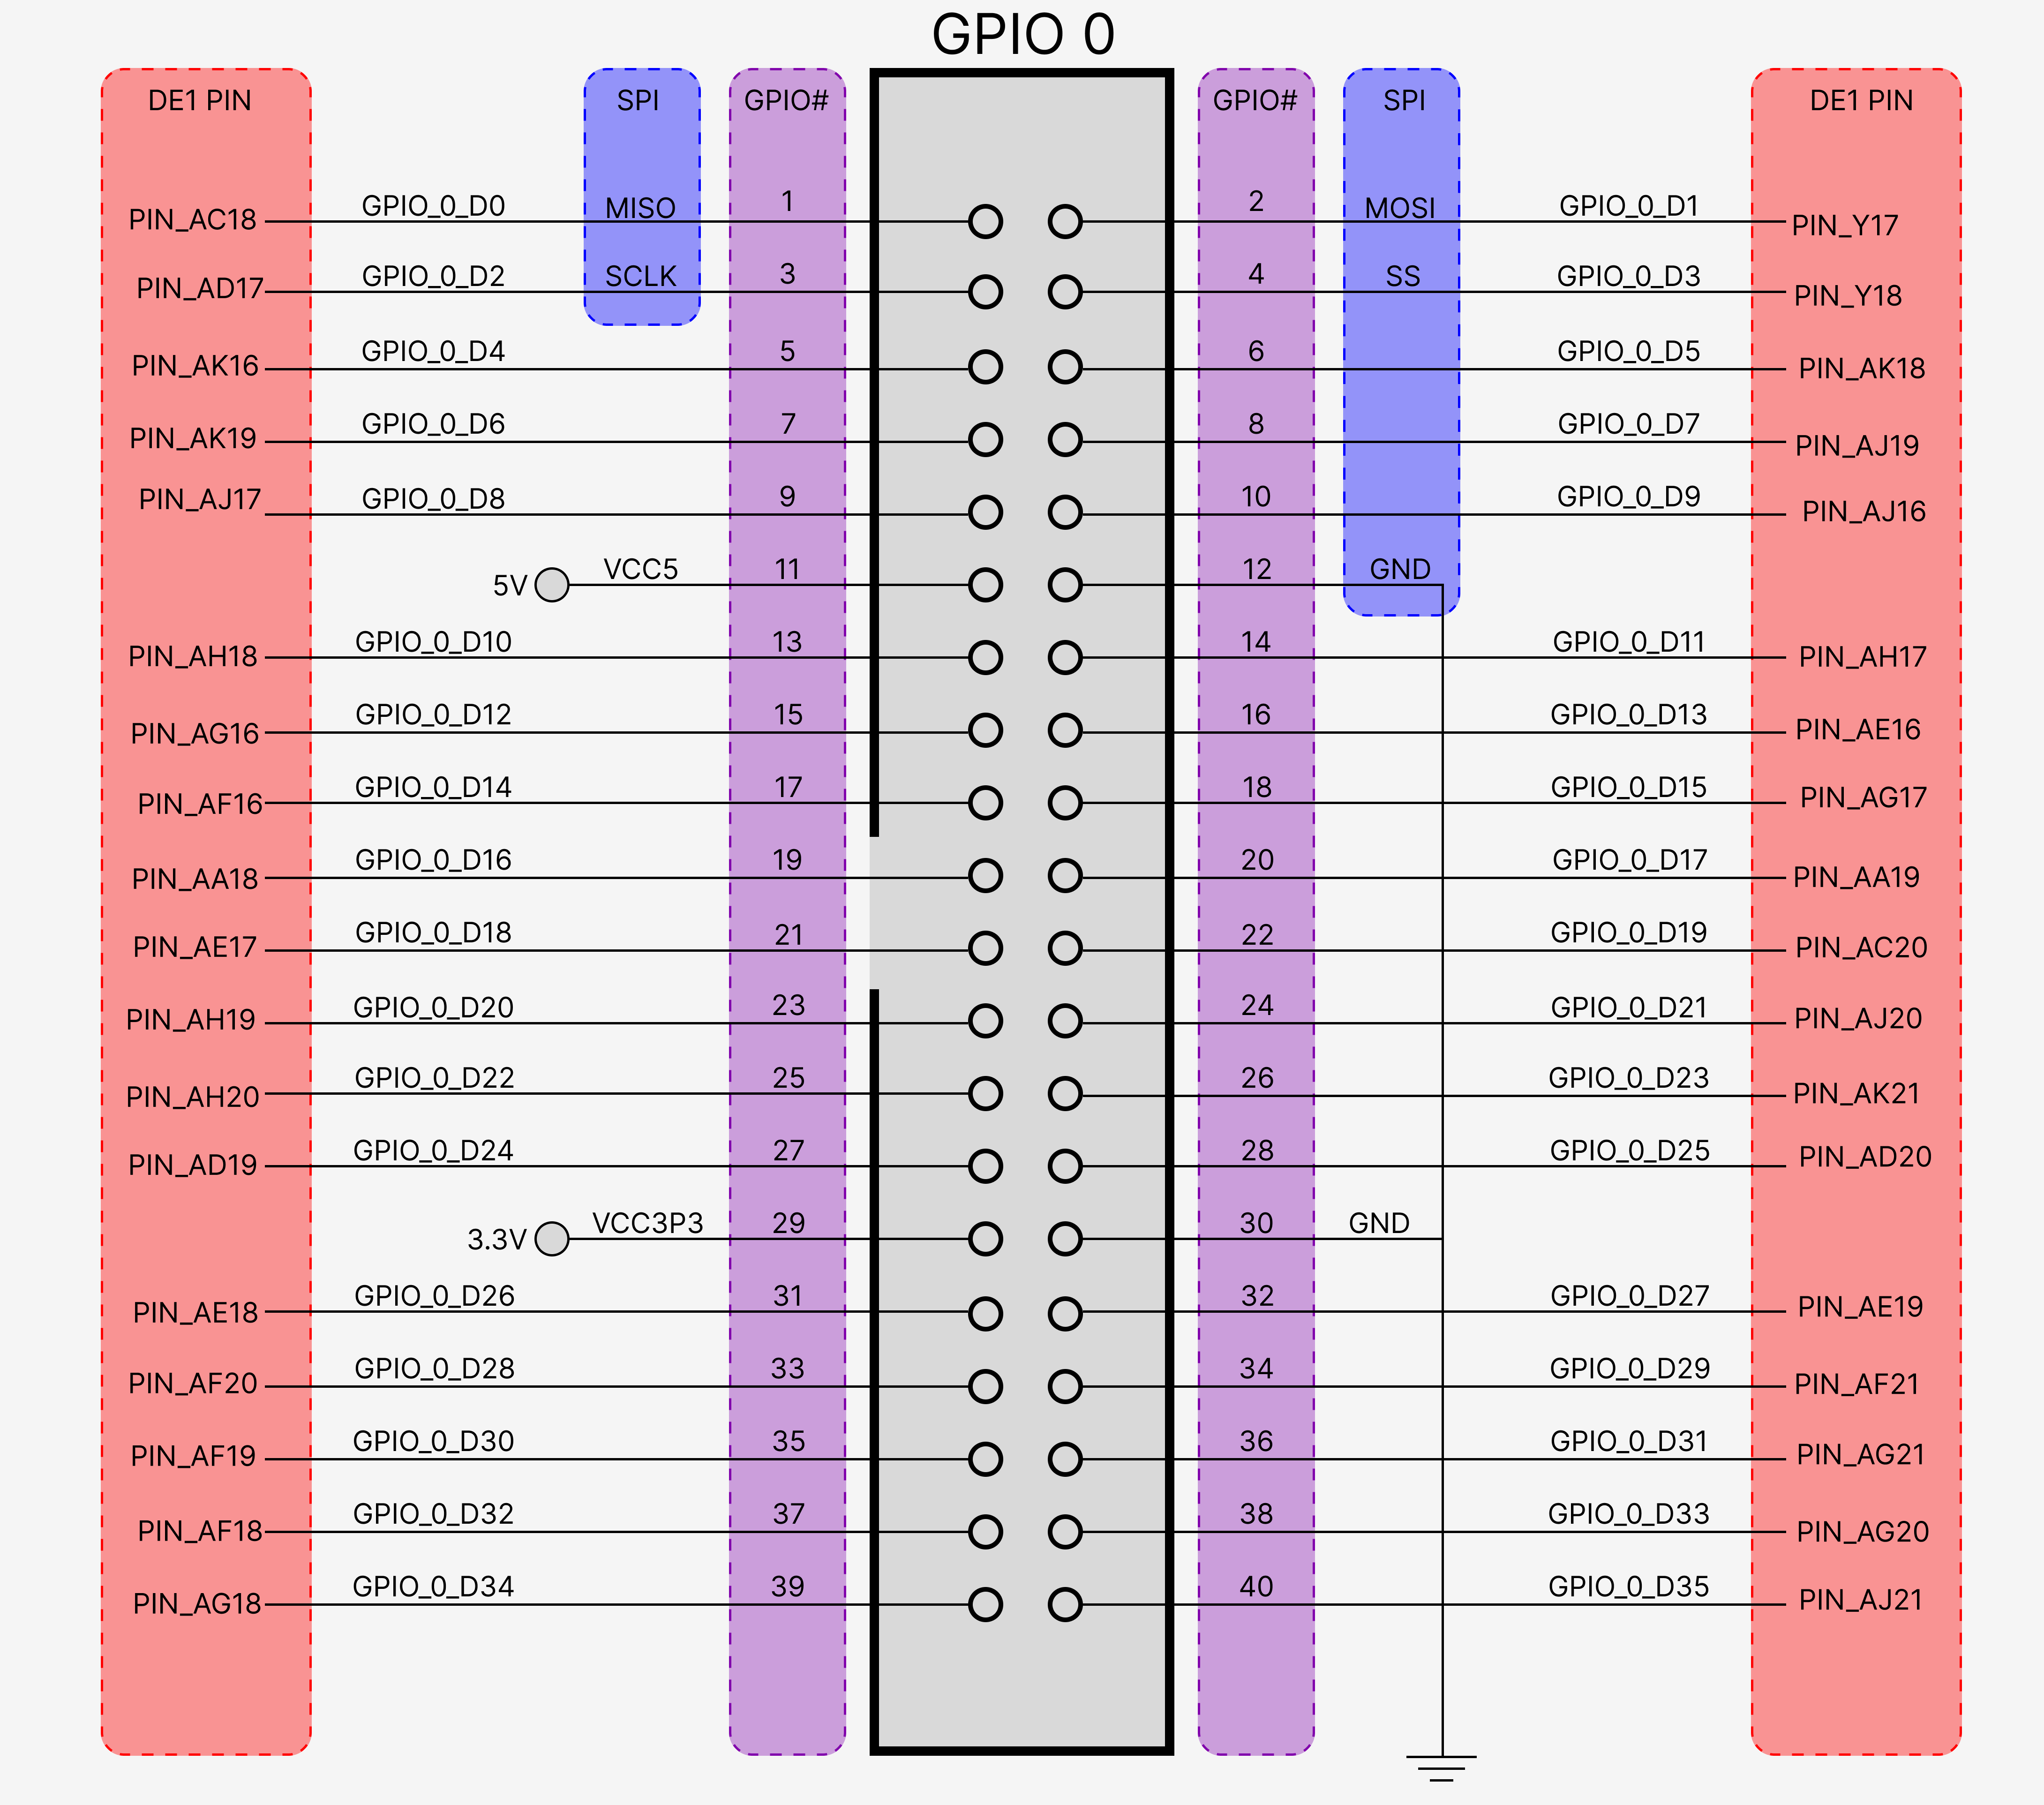 GPIO 0
DE1 PIN SPI GPIO# GPIO# SPI DE1 PIN
PIN_AC18 GPIO_0_D0 MISO 1 2 MOSI GPIO_0_D1 PIN_Y17
PIN_AD17 GPIO_0_D2 SCLK 3 4 SS GPIO_0_D3 PIN_Y18
PIN_AK16 GPIO_0_D4 5 6 GPIO_0_D5 PIN_AK18
PIN_AK19 GPIO_0_D6 7 8 GPIO_0_D7 PIN_AJ19
PIN_AJ17 GPIO_0_D8 9 10 GPIO_0_D9 PIN_AJ16
5V VCC5 11 12 GND
PIN_AH18 GPIO_0_D10 13 14 GPIO_0_D11 PIN_AH17
PIN_AG16 GPIO_0_D12 15 16 GPIO_0_D13 PIN_AE16
PIN_AF16 GPIO_0_D14 17 18 GPIO_0_D15 PIN_AG17
PIN_AA18 GPIO_0_D16 19 20 GPIO_0_D17 PIN_AA19
PIN_AE17 GPIO_0_D18 21 22 GPIO_0_D19 PIN_AC20
PIN_AH19 GPIO_0_D20 23 24 GPIO_0_D21 PIN_AJ20
PIN_AH20 GPIO_0_D22 25 26 GPIO_0_D23 PIN_AK21
PIN_AD19 GPIO_0_D24 27 28 GPIO_0_D25 PIN_AD20
3.3V VCC3P3 29 30 GND
PIN_AE18 GPIO_0_D26 31 32 GPIO_0_D27 PIN_AE19
PIN_AF20 GPIO_0_D28 33 34 GPIO_0_D29 PIN_AF21
PIN_AF19 GPIO_0_D30 35 36 GPIO_0_D31 PIN_AG21
PIN_AF18 GPIO_0_D32 37 38 GPIO_0_D33 PIN_AG20
PIN_AG18 GPIO_0_D34 39 40 GPIO_0_D35 PIN_AJ21